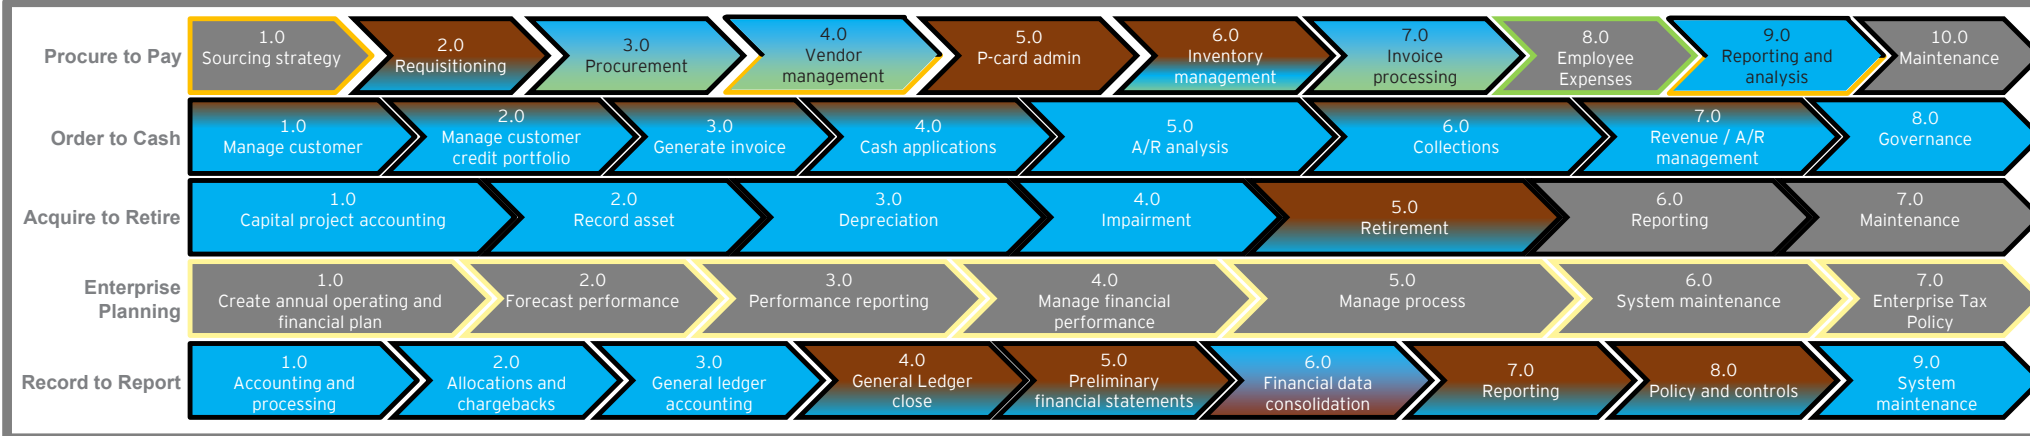 Procure to Pay
1.0
Sourcing strategy
2.0
Requisitioning
3.0
Procurement
4.0
Vendor
management
5.0
P-card admin
6.0
Inventory
management
7.0
Invoice
processing
8.0
Employee
Expenses
9.0
Reporting and
analysis
10.0
Maintenance
Order to Cash
1.0
Manage customer
2.0
Manage customer
credit portfolio
3.0
Generate invoice
4.0
Cash applications
5.0
A/R analysis
6.0
Collections
7.0
Revenue / A/R
management
8.0
Governance
Acquire to Retire
1.0
Capital project accounting
2.0
Record asset
3.0
Depreciation
4.0
Impairment
5.0
Retirement
6.0
Reporting
7.0
Maintenance
Enterprise
Planning
1.0
Create annual operating and
financial plan
2.0
Forecast performance
3.0
Performance reporting
4.0
Manage financial
performance
5.0
Manage process
6.0
System maintenance
7.0
Enterprise Tax
Policy
Record to Report
1.0
Accounting and
processing
2.0
Allocations and
chargebacks
3.0
General ledger
accounting
4.0
General Ledger
close
5.0
Preliminary
financial statements
6.0
Financial data
consolidation
7.0
Reporting
8.0
Policy and controls
9.0
System
maintenance